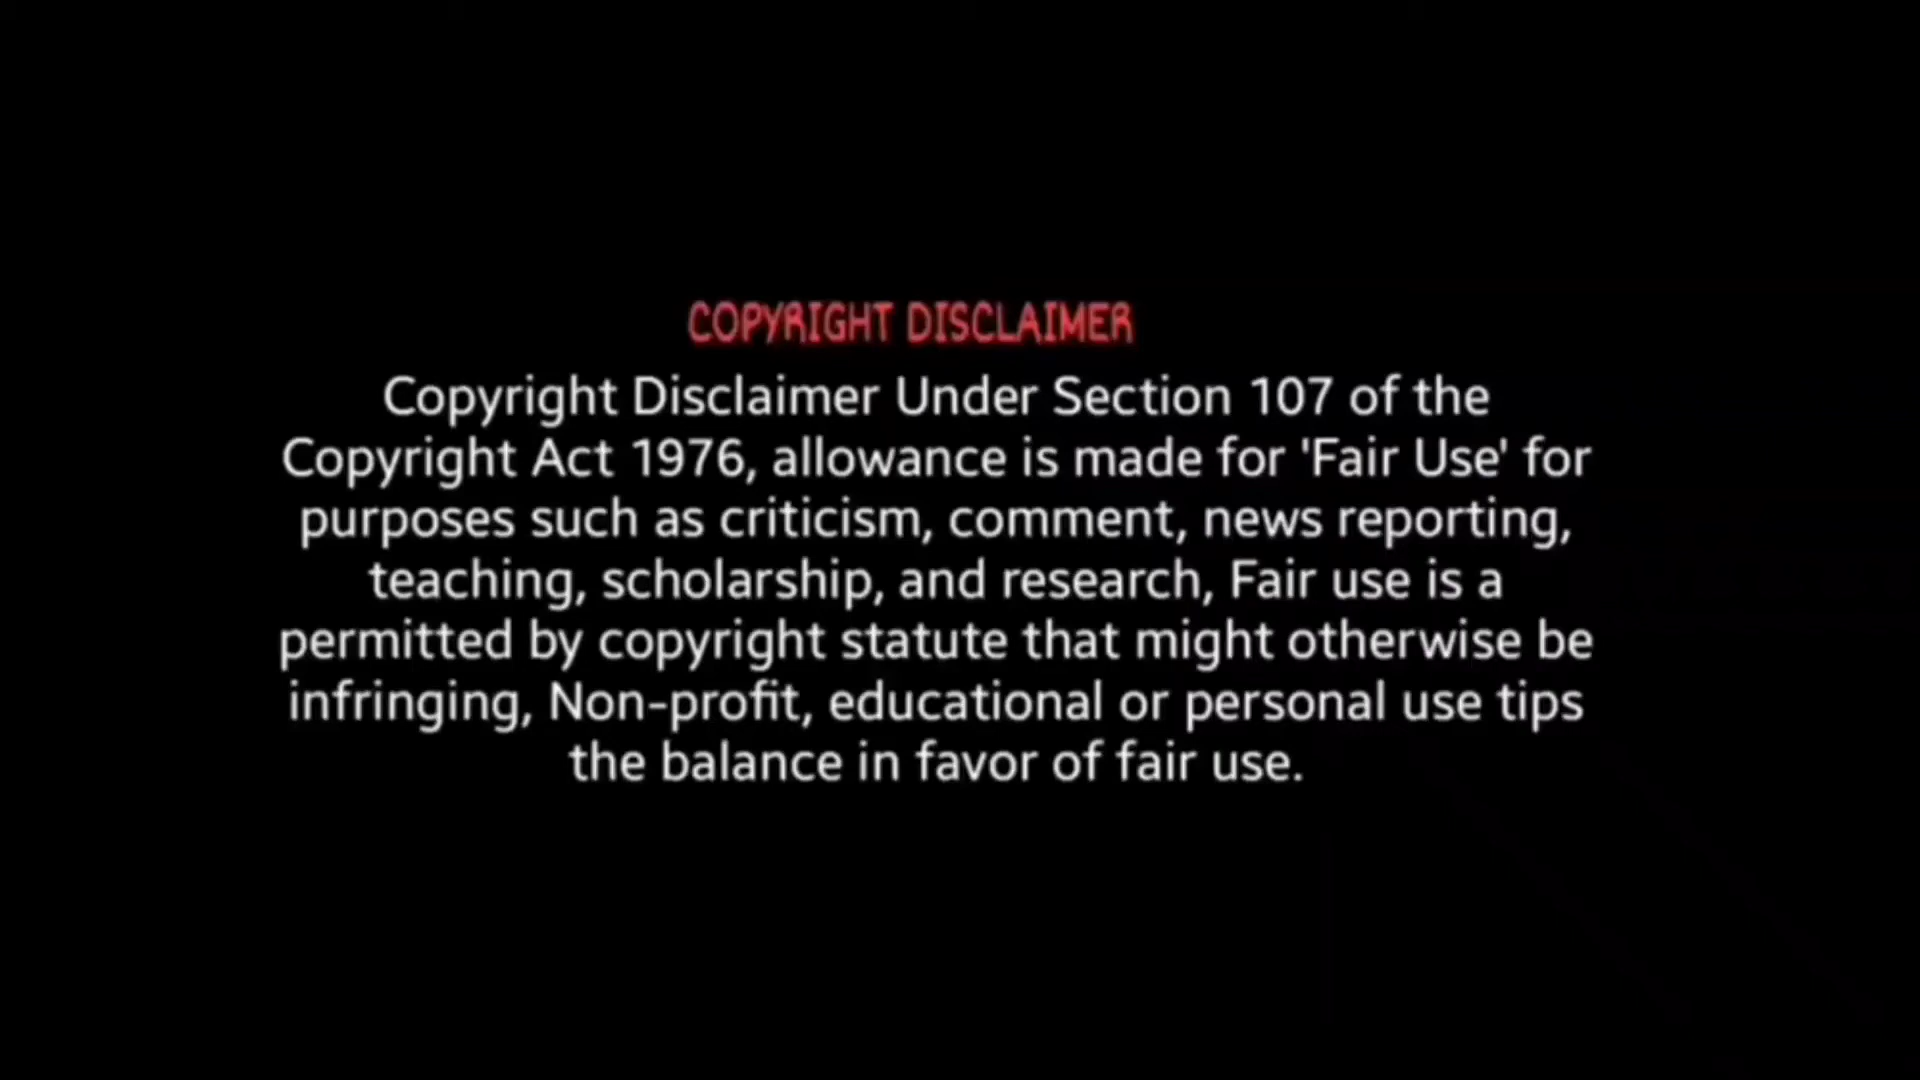 COPYRIGHT DISCLAIMER
Copyright Disclaimer Under Section 107 of the
Copyright Act 1976, allowance is made for 'Fair Use' for
purposes such as criticism, comment, news reporting,
teaching, scholarship, and research, Fair use is a
permitted by copyright statute that might otherwise be
infringing, Non-profit, educational or personal use tips
the balance in favor of fair use.